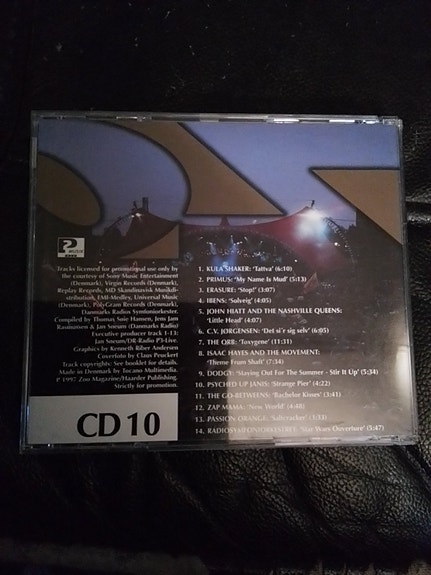 P2
MUSIK
Tracks licensed for promotional use only by
the courtesy of Sony Music Entertainment
(Denmark), Virgin Records (Denmark),
Replay Records, MD Skandinavisk Musikdi-
stribution, EMI-Medley, Universal Music
(Denmark), PolyGram Records (Denmark),
Danmarks Radios Symfoniorkester.
Compiled by Thomas Suie Hansen, Jens Jam
Rasmussen & Jan Sneum (Danmarks Radio)
Executive producer track 1-13:
Jan Sneum/DR-Radio P3-Live.
Graphics by Kenneth Riber Andersen
Coverfoto by Claus Peuckert
Track copyrights: See booklet for details.
Made in Denmark by Tocano Multimedia.
℗ 1997 Zoo Magazine/Haarder Publishing.
Strictly for promotion.
CD 10
1. KULA SHAKER: 'Tattva' (6:10)
2. PRIMUS: 'My Name Is Mud' (5:13)
3. ERASURE: 'Stop!' (3:07)
4. IBENS: 'Solveig' (4:05)
5. JOHN HIATT AND THE NASHVILLE QUEENS:
'Little Head' (4:07)
6. C.V. JØRGENSEN: 'Det si'r sig selv' (6:05)
7. THE ORB: 'Toxygene' (11:31)
8. ISAAC HAYES AND THE MOVEMENT:
'Theme From Shaft' (7:34)
9. DODGY: 'Staying Out For The Summer - Stir It Up' (5:34)
10. PSYCHED UP JANIS: 'Strange Pier' (4:22)
11. THE GO-BETWEENS: 'Bachelor Kisses' (3:41)
12. ZAP MAMA: 'New World' (4:48)
13. PASSION ORANGE: (3:33)
14. RADIOSYMFONIORKESTRET: 'Star Wars Ouverture' (5:47)